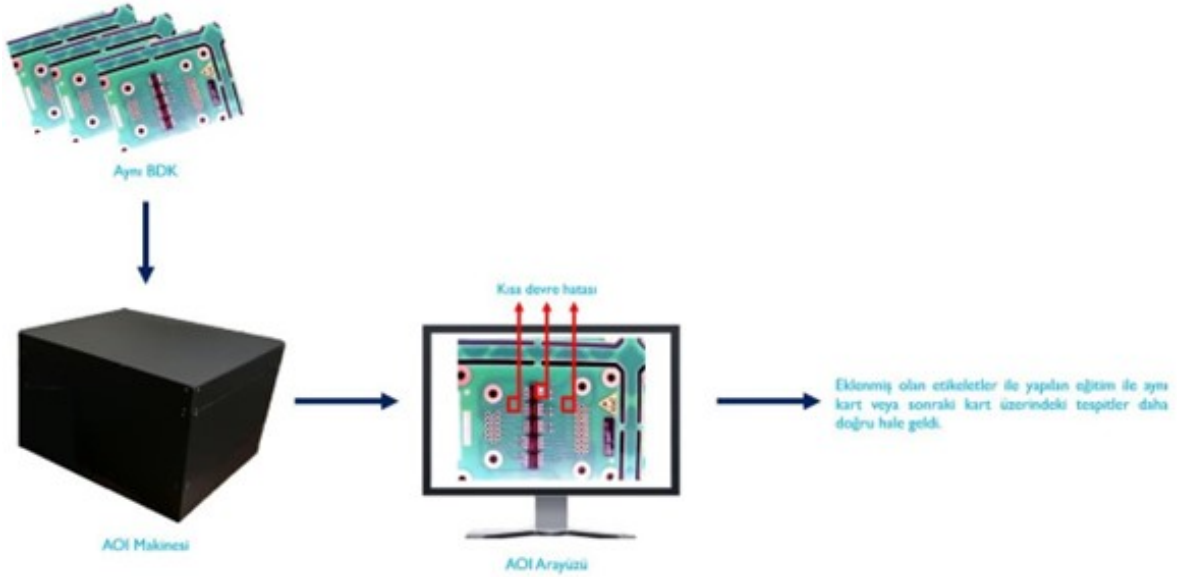 Aynı BDK
Kısa devre hatası
Eklenmiş olan etikeletler ile yapılan eğitim ile aynı
kart veya sonraki kart üzerindeki tespitler daha
doğru hale geldi.
AOI Makinesi
AOI Arayüzü